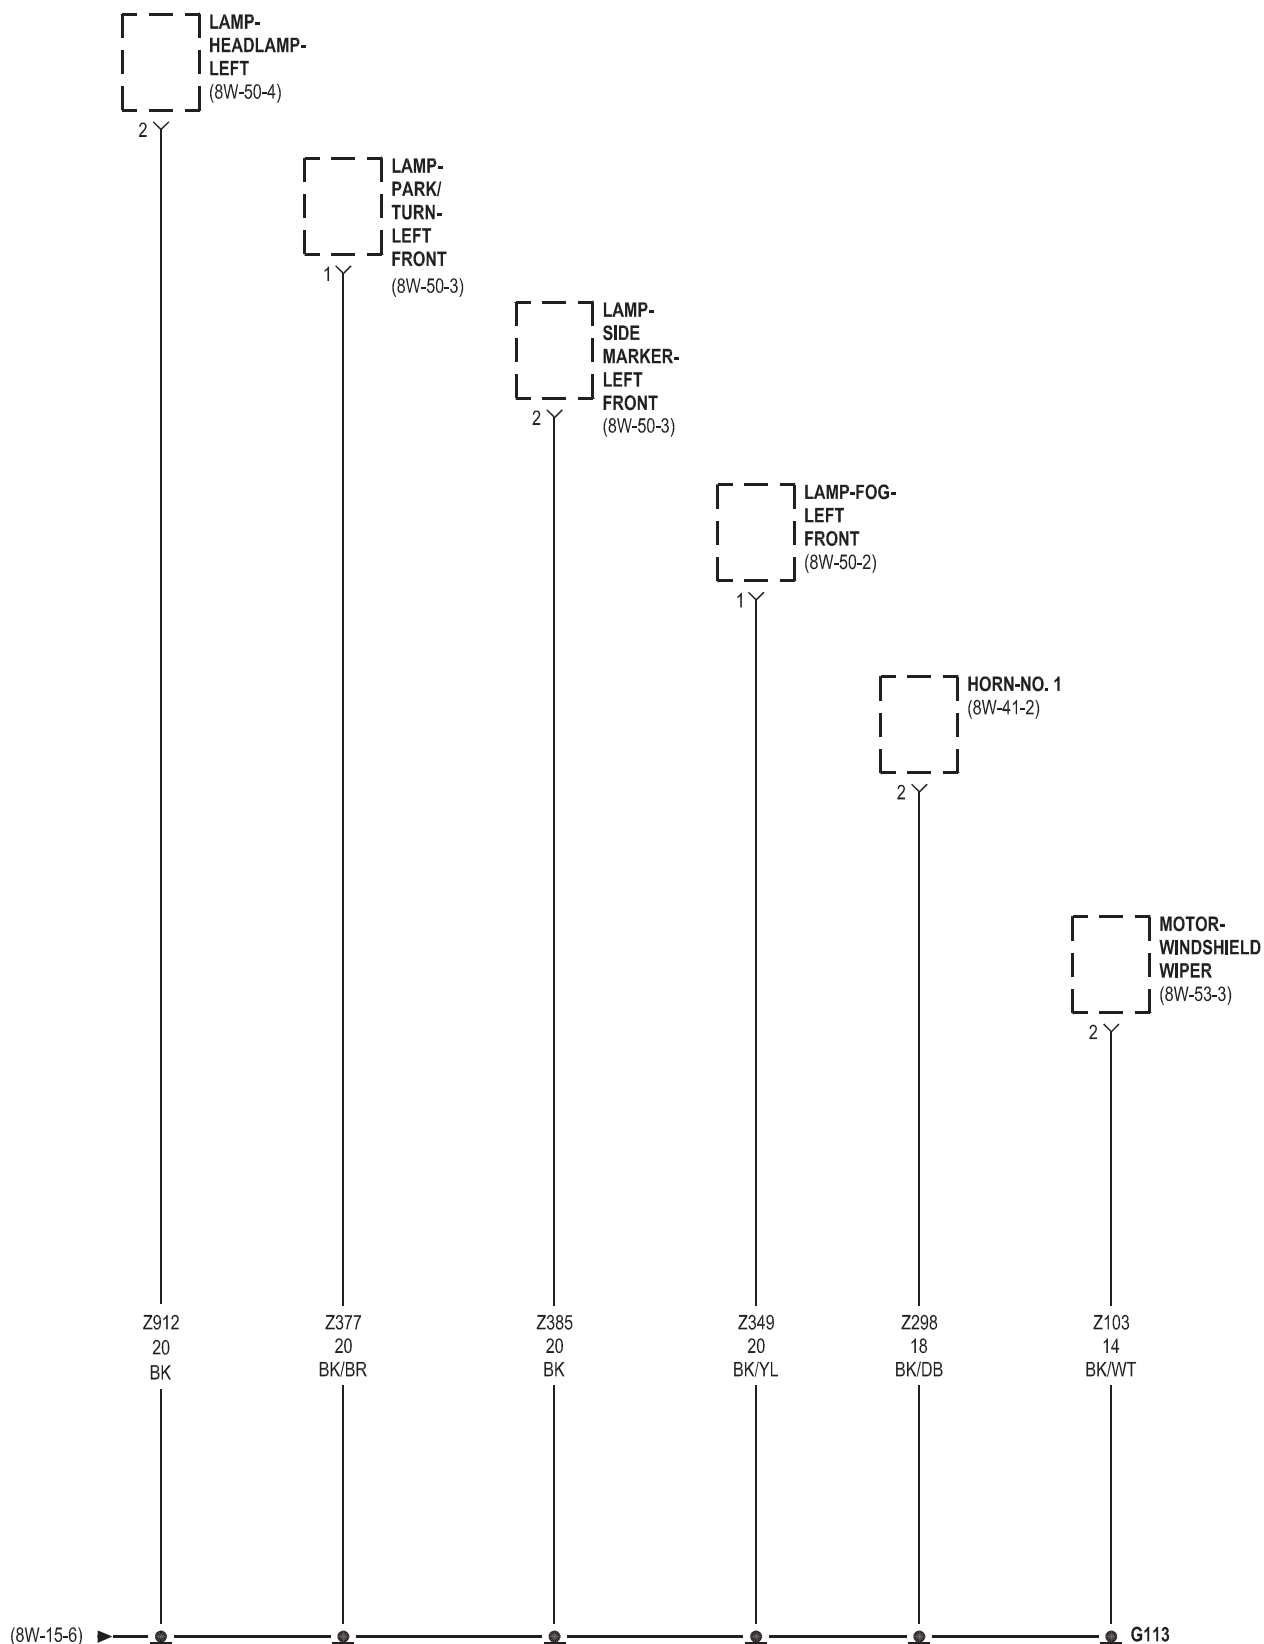 LAMP-
HEADLAMP-
LEFT
(8W-50-4)
2
LAMP-
PARK/
TURN-
LEFT
FRONT
(8W-50-3)
1
LAMP-
SIDE
MARKER-
LEFT
FRONT
(8W-50-3)
2
LAMP-FOG-
LEFT
FRONT
(8W-50-2)
1
HORN-NO. 1
(8W-41-2)
2
MOTOR-
WINDSHIELD
WIPER
(8W-53-3)
2
Z912
20
BK
Z377
20
BK/BR
Z385
20
BK
Z349
20
BK/YL
Z298
18
BK/DB
Z103
14
BK/WT
(8W-15-6)
G113